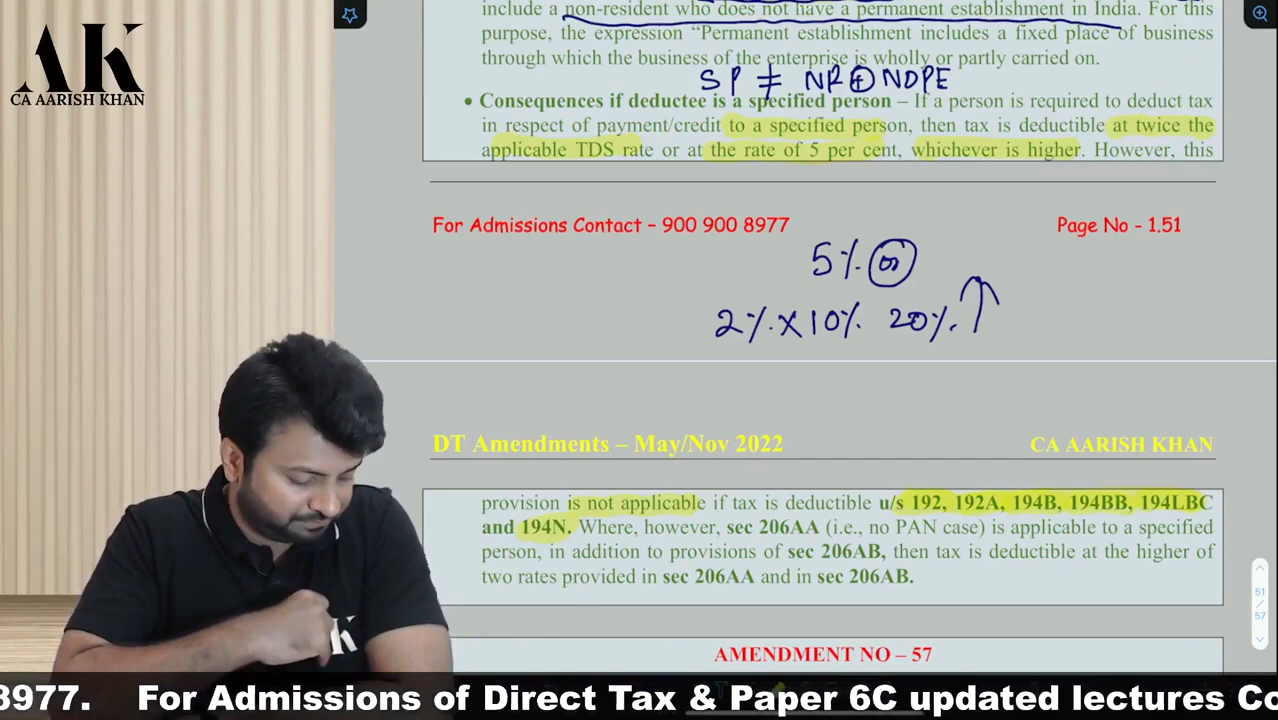 AK
CA AARISH KHAN
include a non-resident who does not have a permanent establishment in India. For this
purpose, the expression “Permanent establishment includes a fixed place of business
through which the business of the enterprise is wholly or partly carried on.
SP ≠ NR ⊕ NOPE
• Consequences if deductee is a specified person – If a person is required to deduct tax
in respect of payment/credit to a specified person, then tax is deductible at twice the
applicable TDS rate or at the rate of 5 per cent, whichever is higher. However, this
For Admissions Contact – 900 900 8977
Page No - 1.51
5% or
2% x 10% 20% ↑
DT Amendments – May/Nov 2022
CA AARISH KHAN
provision is not applicable if tax is deductible u/s 192, 192A, 194B, 194BB, 194LBC
and 194N. Where, however, sec 206AA (i.e., no PAN case) is applicable to a specified
person, in addition to provisions of sec 206AB, then tax is deductible at the higher of
two rates provided in sec 206AA and in sec 206AB.
51
/
57
AMENDMENT NO – 57
8977. For Admissions of Direct Tax & Paper 6C updated lectures Co